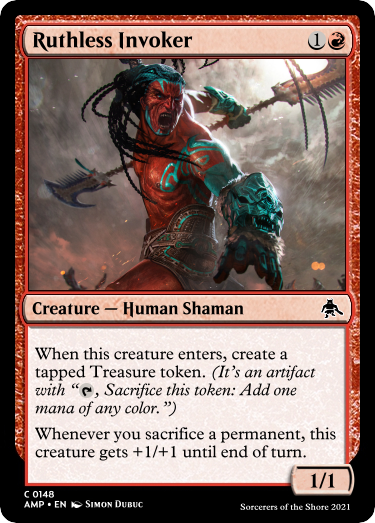 Ruthless Invoker 1
Creature — Human Shaman
When this creature enters, create a
tapped Treasure token. (It's an artifact
with “, Sacrifice this token: Add one
mana of any color.”)
Whenever you sacrifice a permanent, this
creature gets +1/+1 until end of turn.
1/1
C 0148
AMP • EN Simon Dubuc
Sorcerers of the Shore 2021